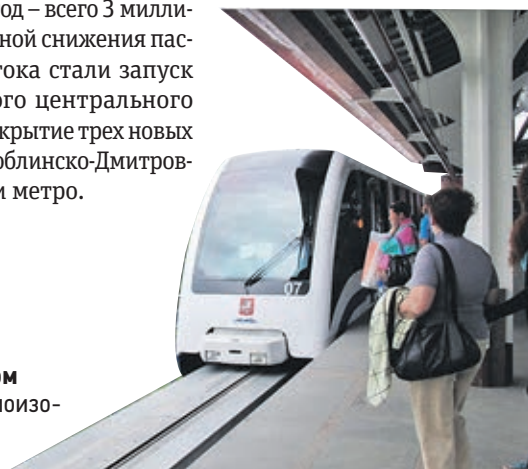 од – всего 3 милли-
ной снижения пас-
тока стали запуск
ого центрального
крытие трех новых
облинско-Дмитров-
и метро.
07
ом
оизо-